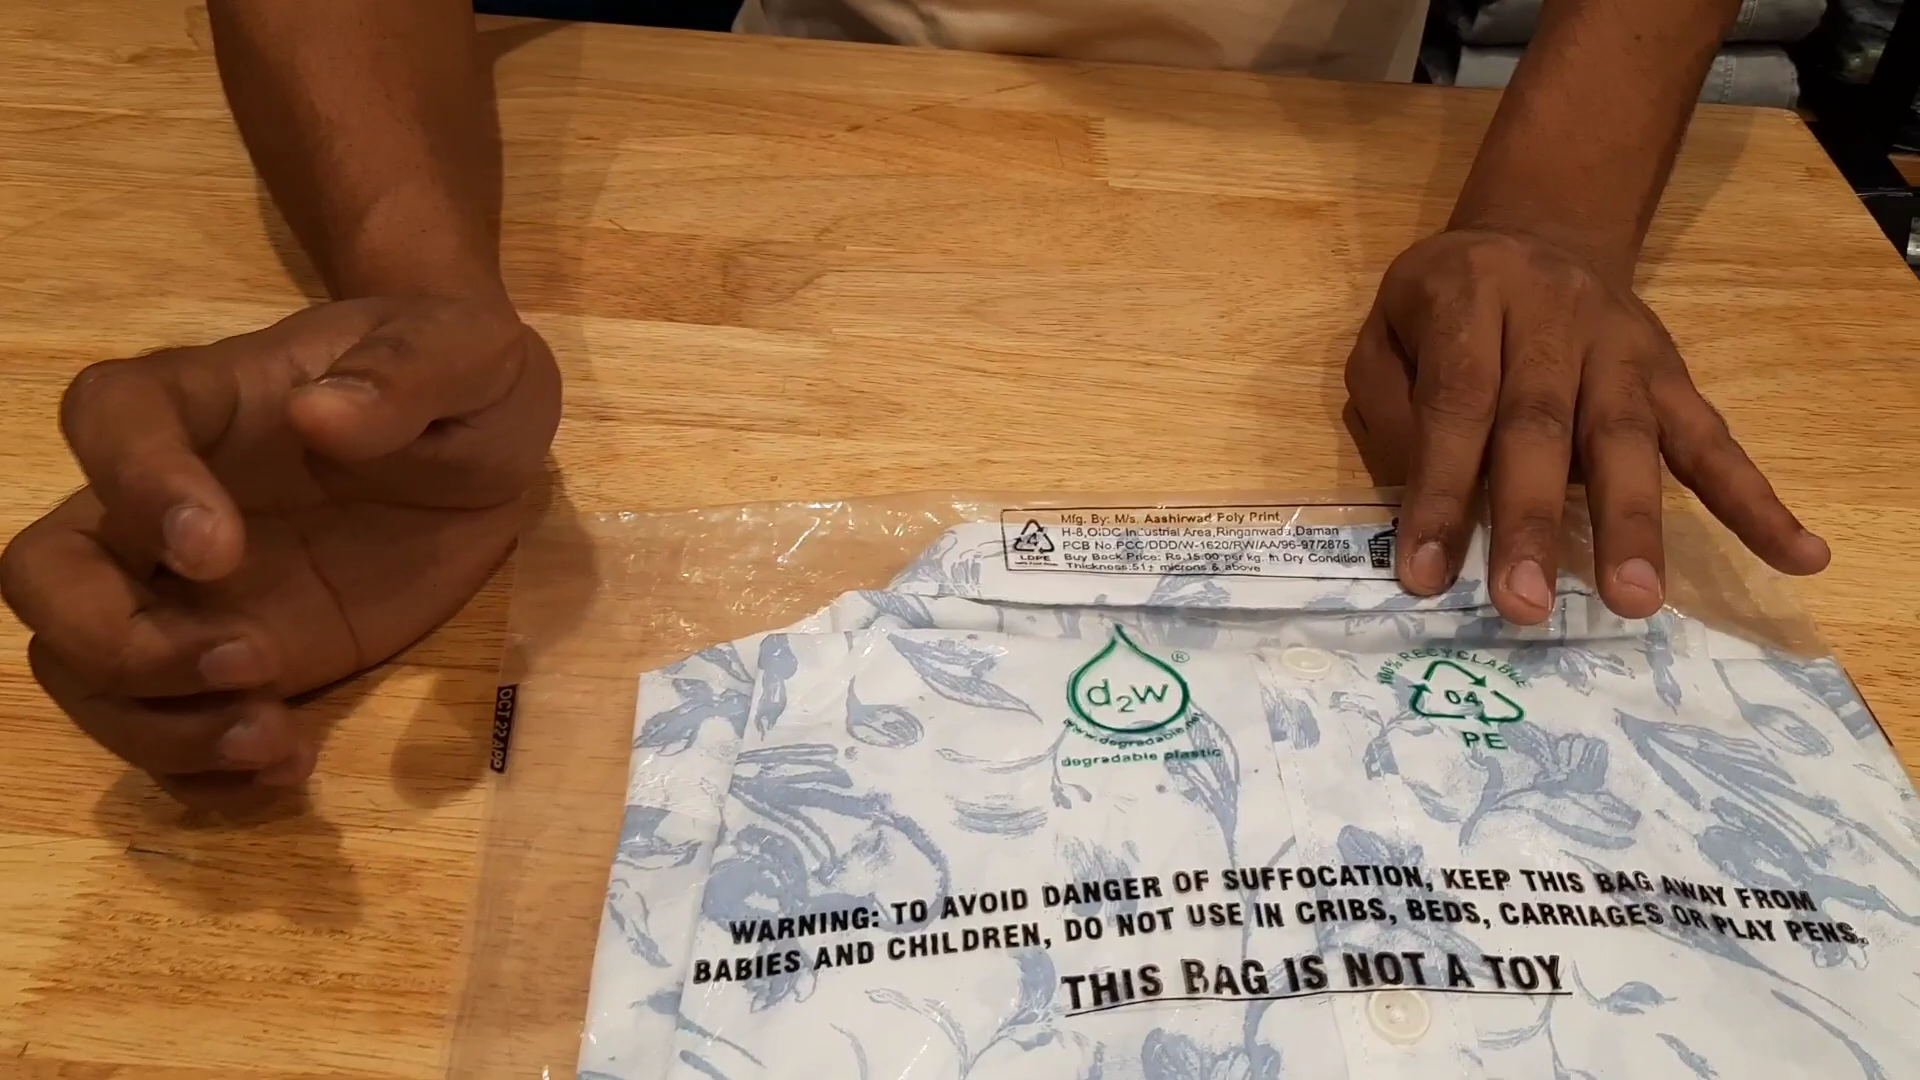 Mfg. By: M/s. Aashirwad Poly Print,
H-8,OIDC Industrial Area,Ringanwada,Daman
PCB No.PCC/DDD/W-1620/RW/AA/96-97/2875
Buy Back Price: Rs.15.00 per kg. in Dry Condition
Thickness:51± microns & above
4
LDPE
d2w ®
www.degradable.net
degradable plastic
100% RECYCLABLE
04
PE
OCT 22
WARNING: TO AVOID DANGER OF SUFFOCATION, KEEP THIS BAG AWAY FROM
BABIES AND CHILDREN, DO NOT USE IN CRIBS, BEDS, CARRIAGES OR PLAY PENS.
THIS BAG IS NOT A TOY